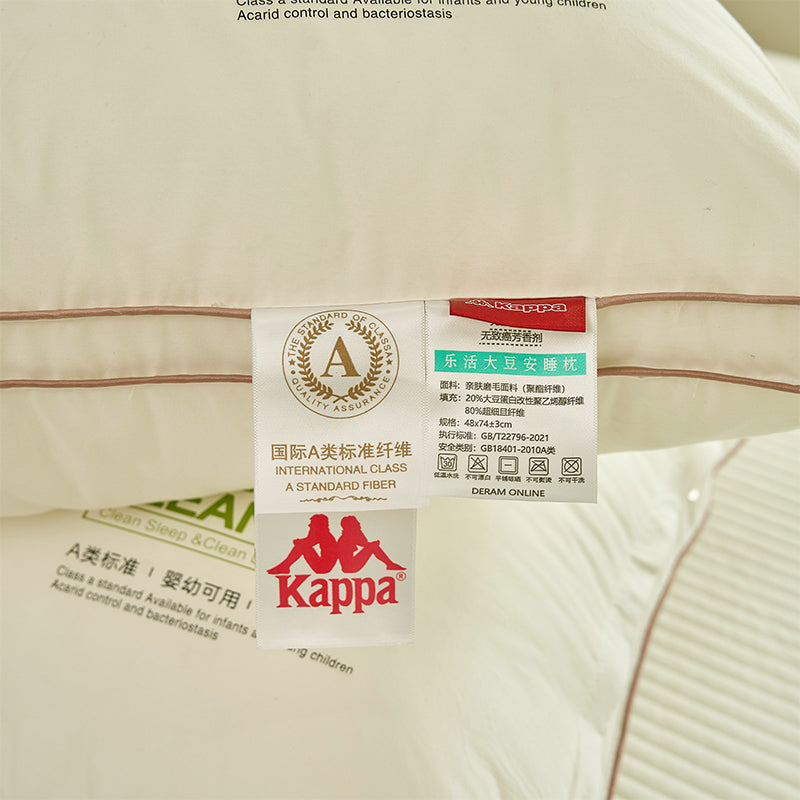 Class a standard Available for infants and young children
Acarid control and bacteriostasis
THE STANDARD OF CLASSA
A
QUALITY ASSURANCE
国际A类标准纤维
INTERNATIONAL CLASS
A STANDARD FIBER
Kappa
无致癌芳香剂
乐活大豆安睡枕
面料：亲肤磨毛面料（聚酯纤维）
填充：20%大豆蛋白改性聚乙烯醇纤维
80%超细旦纤维
规格：48x74±3cm
执行标准：GB/T22796-2021
安全类别：GB18401-2010A类
低温水洗 不可漂白 平铺晾晒 不可熨烫 不可干洗
DERAM ONLINE
Kappa®
Clean Sleep &Clean
A类标准 | 婴幼可用 |
Class a standard Available for infants a
ung children
Acarid control and bacteriostasis